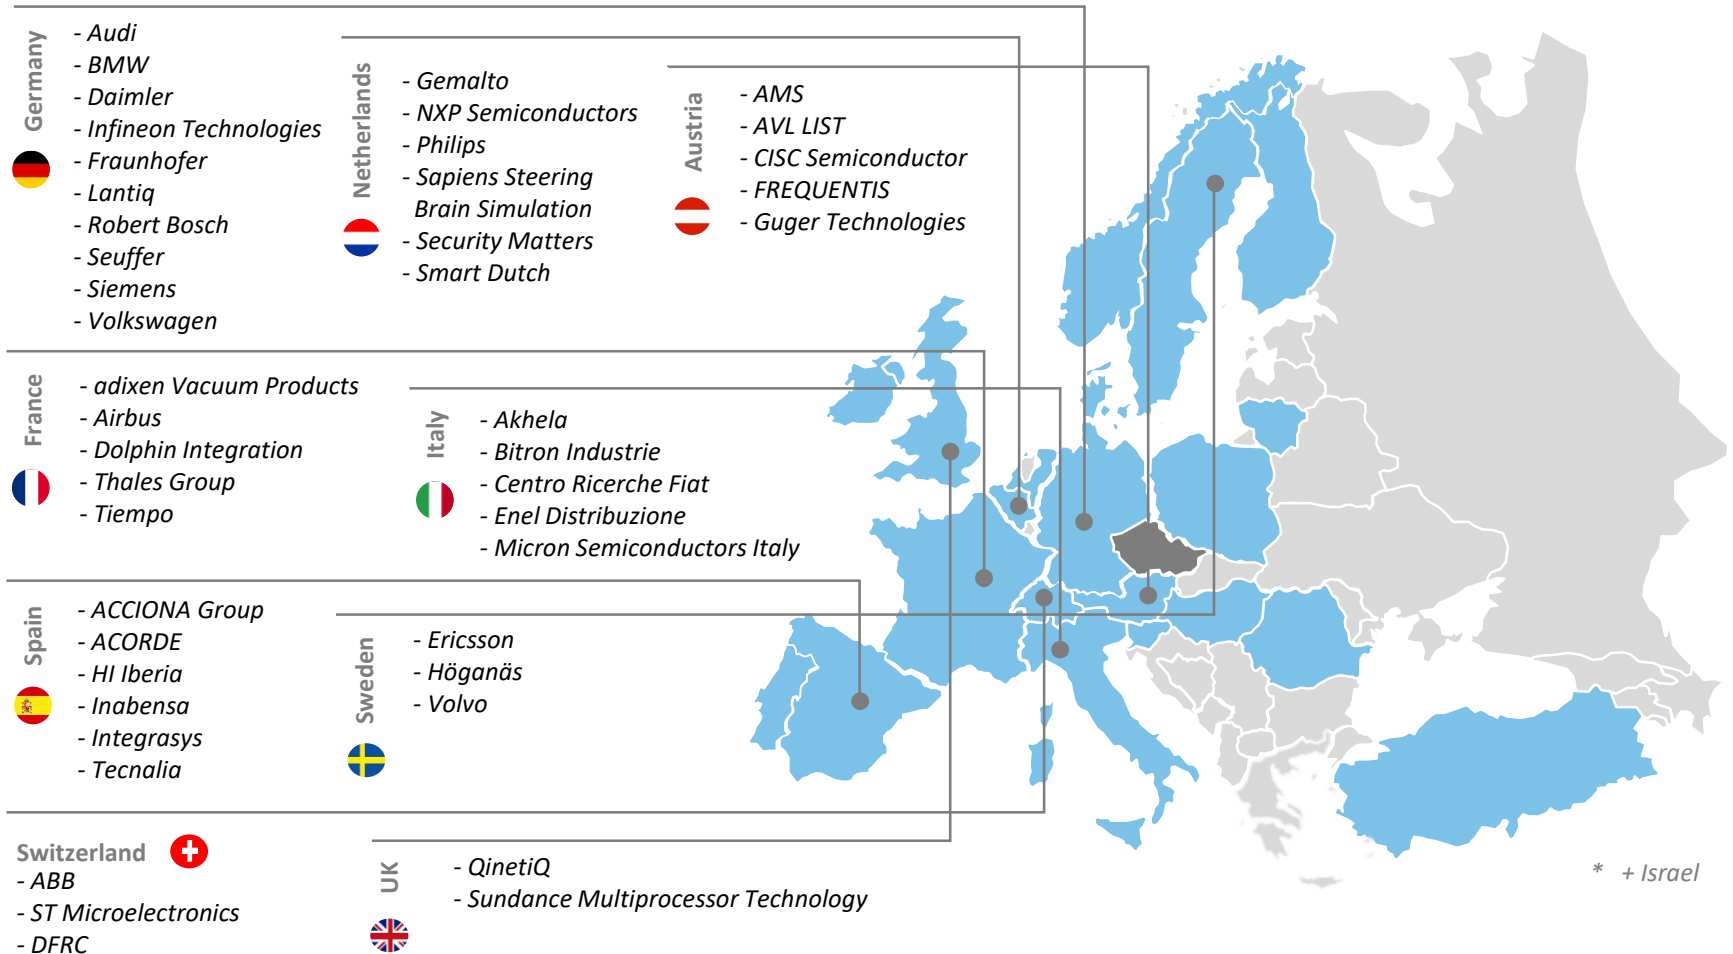 Germany
- Audi
- BMW
- Daimler
- Infineon Technologies
- Fraunhofer
- Lantiq
- Robert Bosch
- Seuffer
- Siemens
- Volkswagen
Netherlands
- Gemalto
- NXP Semiconductors
- Philips
- Sapiens Steering
Brain Simulation
- Security Matters
- Smart Dutch
Austria
- AMS
- AVL LIST
- CISC Semiconductor
- FREQUENTIS
- Guger Technologies
France
- adixen Vacuum Products
- Airbus
- Dolphin Integration
- Thales Group
- Tiempo
Italy
- Akhela
- Bitron Industrie
- Centro Ricerche Fiat
- Enel Distribuzione
- Micron Semiconductors Italy
Spain
- ACCIONA Group
- ACORDE
- HI Iberia
- Inabensa
- Integrasys
- Tecnalia
Sweden
- Ericsson
- Höganäs
- Volvo
Switzerland
- ABB
- ST Microelectronics
- DFRC
UK
- QinetiQ
- Sundance Multiprocessor Technology
* + Israel